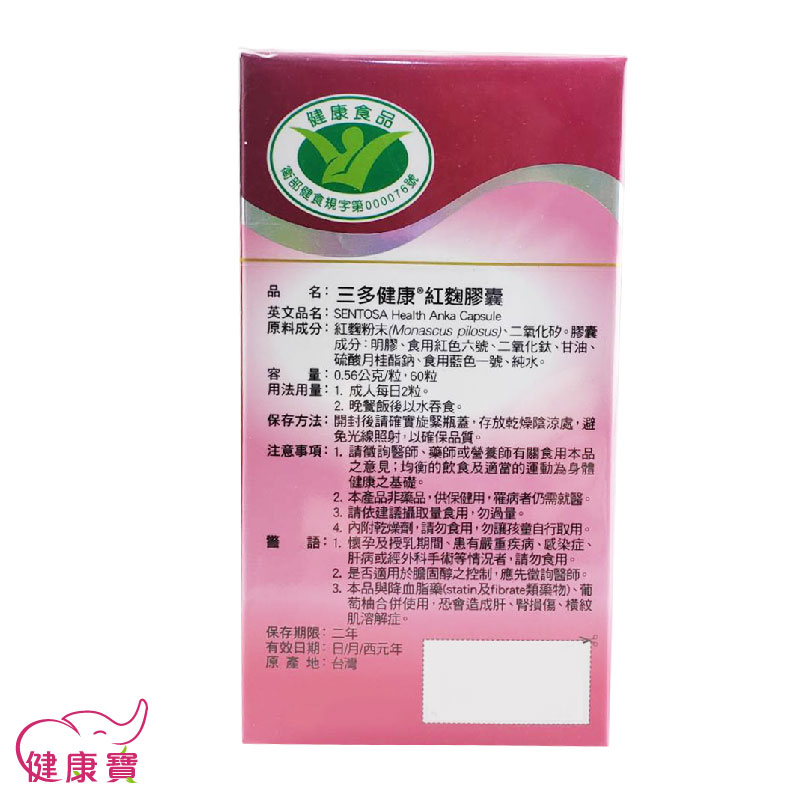 健康食品
衛部健食規字第000076號
品 名：三多健康®紅麴膠囊
英文品名：SENTOSA Health Anka Capsule
原料成分：紅麴粉末(Monascus pilosus)、二氧化矽。膠囊
成分：明膠、食用紅色六號、二氧化鈦、甘油、
硫酸月桂酯鈉、食用藍色一號、純水。
容 量：0.56公克/粒，60粒
用法用量：1. 成人每日2粒。
2. 晚餐飯後以水吞食。
保存方法：開封後請確實旋緊瓶蓋，存放乾燥陰涼處，避
免光線照射，以確保品質。
注意事項：1. 請徵詢醫師、藥師或營養師有關食用本品
之意見；均衡的飲食及適當的運動為身體
健康之基礎。
2. 本產品非藥品，供保健用，罹病者仍需就醫。
3. 請依建議攝取量食用，勿過量。
4. 內附乾燥劑，請勿食用，勿讓孩童自行取用。
警 語：1. 懷孕及授乳期間、患有嚴重疾病、感染症、
肝病或經外科手術等情況者，請勿食用。
2. 是否適用於膽固醇之控制，應先徵詢醫師。
3. 本品與降血脂藥(statin及fibrate類藥物)、葡
萄柚合併使用，恐會造成肝、腎損傷、橫紋
肌溶解症。
保存期限：二年
有效日期：日/月/西元年
原 產 地：台灣
健康寶